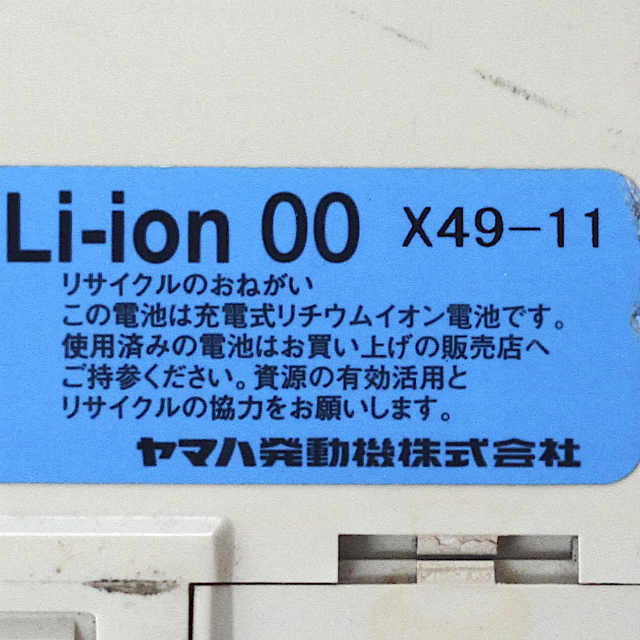 Li-ion 00 X49-11
リサイクルのおねがい
この電池は充電式リチウムイオン電池です。
使用済みの電池はお買い上げの販売店へ
ご持参ください。資源の有効活用と
リサイクルの協力をお願いします。
ヤマハ発動機株式会社